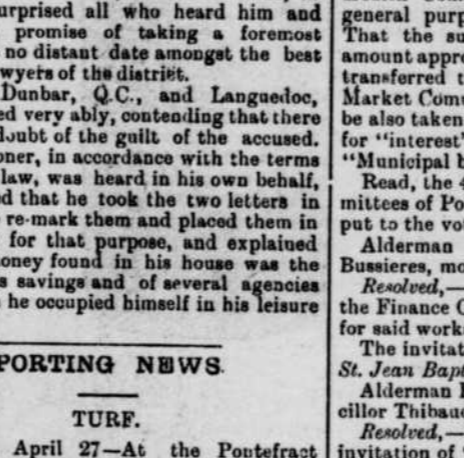 surprised all who heard him and
promise of taking a foremost
no distant date amongst the best
wyers of the district.
Dunbar, Q.C., and Languedoc,
ed very ably, contending that there
doubt of the guilt of the accused.
oner, in accordance with the terms
law, was heard in his own behalf,
d that he took the two letters in
re-mark them and placed them in
for that purpose, and explained
oney found in his house was the
s savings and of several agencies
he occupied himself in his leisure
PORTING NEWS.
TURF.
April 27—At the Pontefract
general purp
That the su
amount appro
transferred t
Market Com
be also taken
for "interest"
"Municipal b
Read, the 4
mittees of Po
put to the vo
Alderman
Bussieres, mo
Resolved,—
the Finance C
for said work
The invitat
St. Jean Bapt
Alderman
cillor Thibau
Resolved,—
invitation of